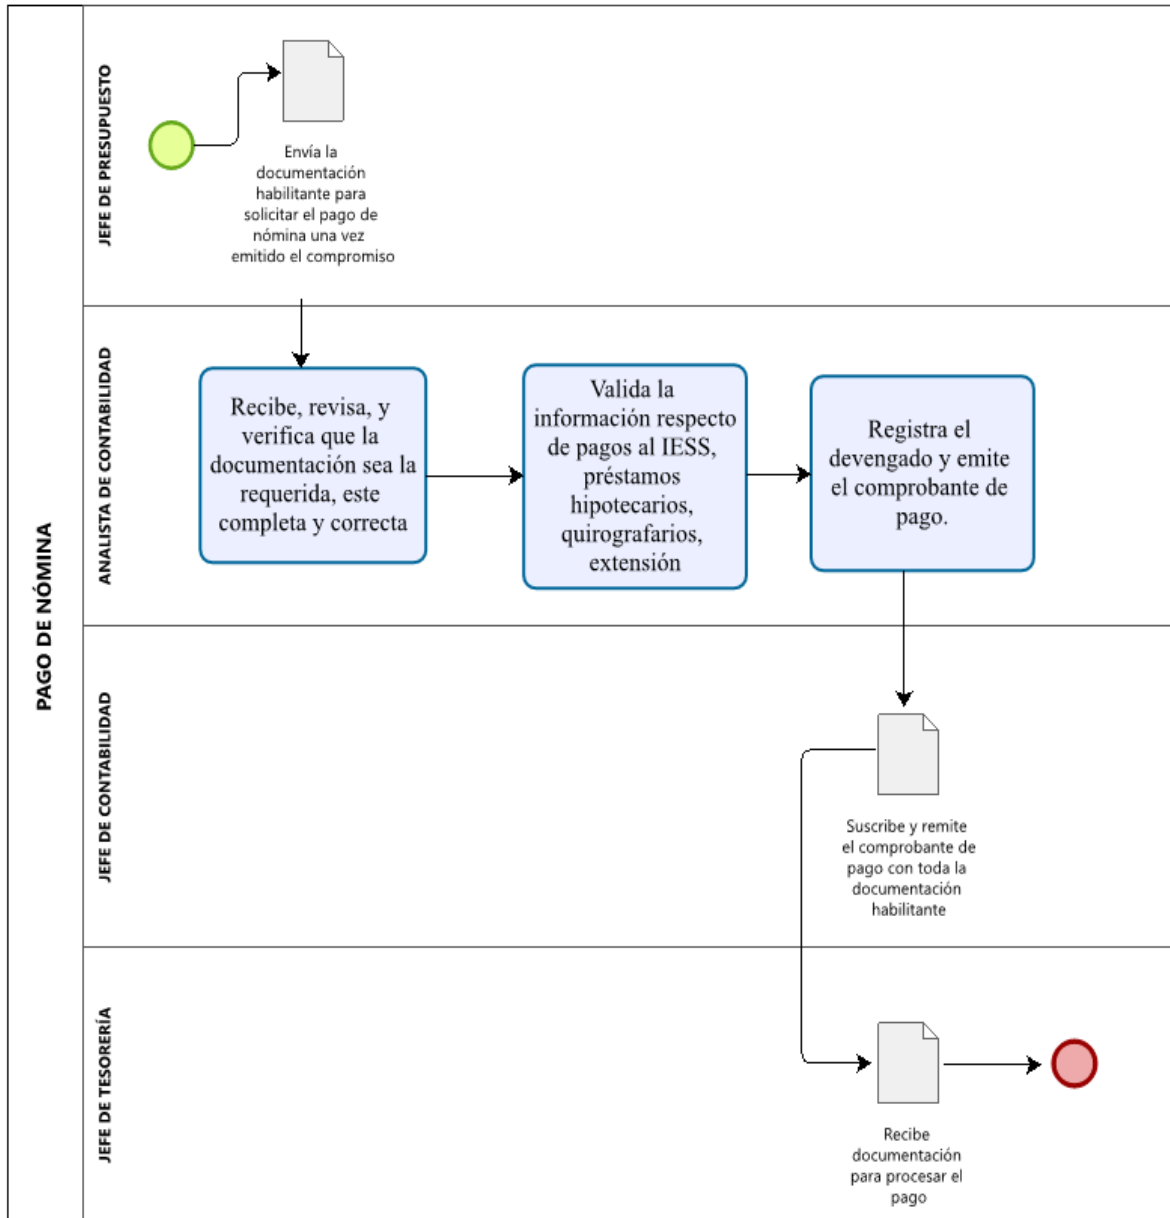 PAGO DE NÓMINA
JEFE DE PRESUPUESTO
Envía la
documentación
habilitante para
solicitar el pago de
nómina una vez
emitido el compromiso
ANALISTA DE CONTABILIDAD
Recibe, revisa, y
verifica que la
documentación sea la
requerida, este
completa y correcta
Valida la
información respecto
de pagos al IESS,
préstamos
hipotecarios,
quirografarios,
extensión
Registra el
devengado y emite
el comprobante de
pago.
JEFE DE CONTABILIDAD
Suscribe y remite
el comprobante de
pago con toda la
documentación
habilitante
JEFE DE TESORERÍA
Recibe
documentación
para procesar el
pago